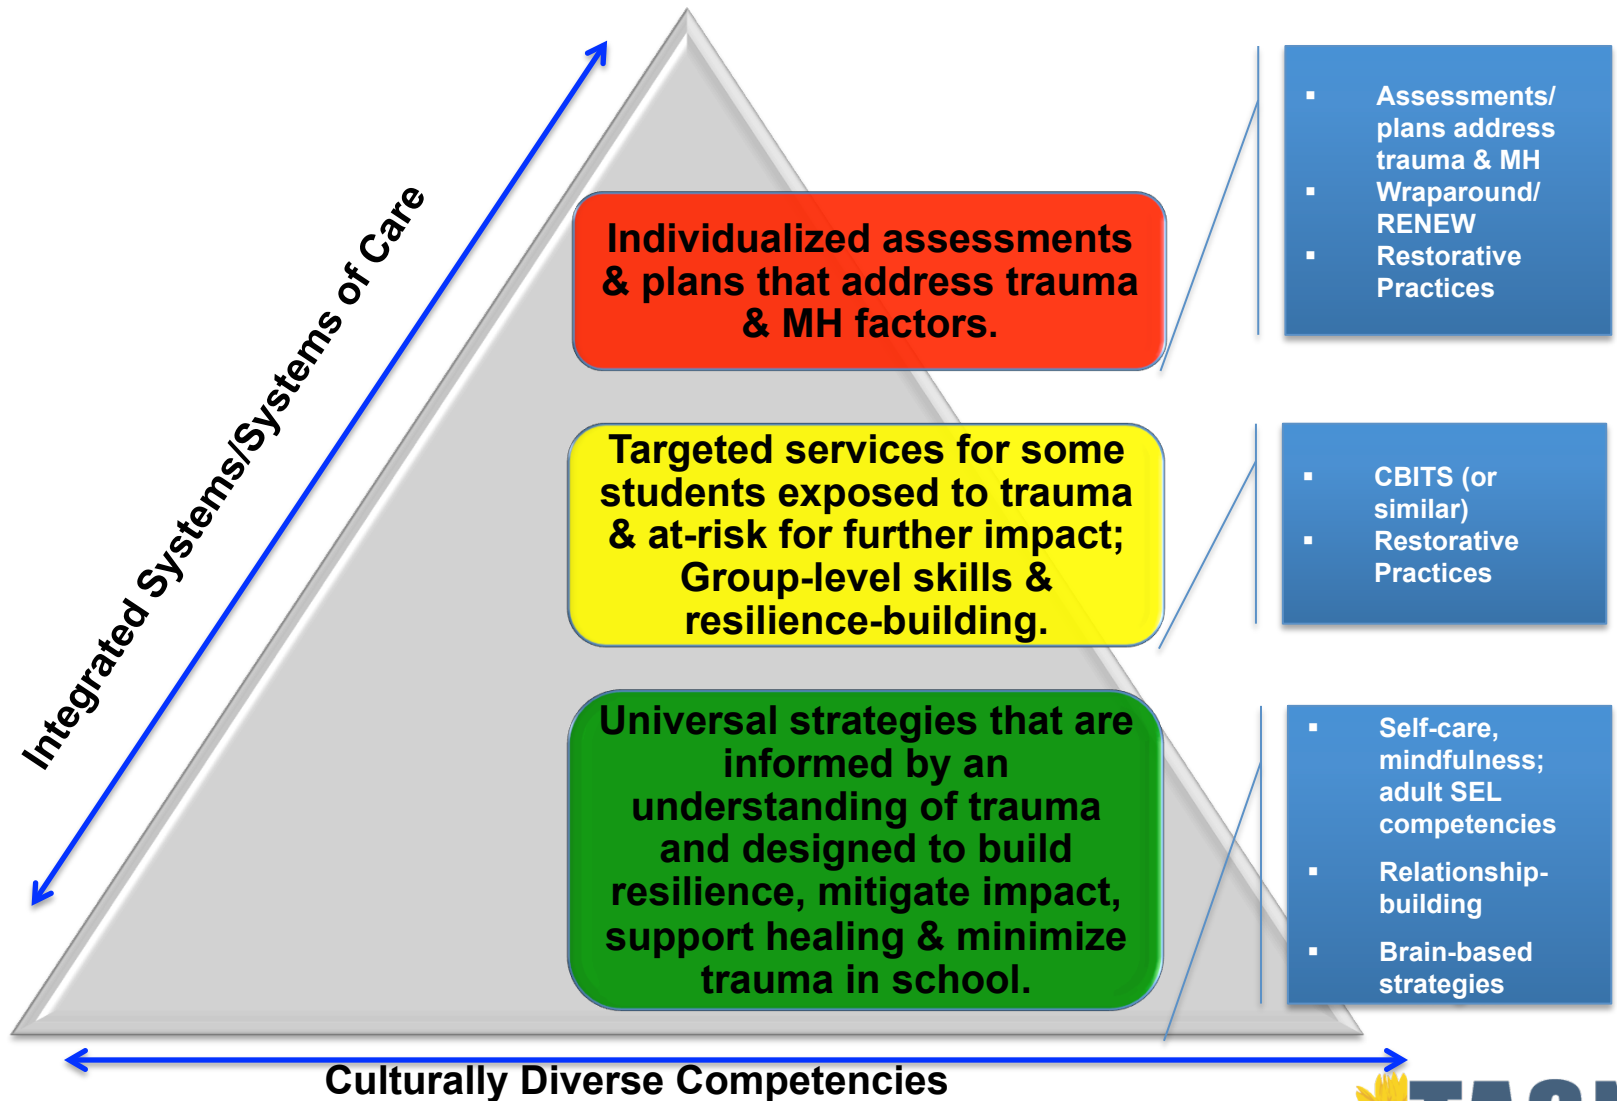 Integrated Systems/Systems of Care
Individualized assessments
& plans that address trauma
& MH factors.
▪ Assessments/
plans address
trauma & MH
▪ Wraparound/
RENEW
▪ Restorative
Practices
Targeted services for some
students exposed to trauma
& at-risk for further impact;
Group-level skills &
resilience-building.
▪ CBITS (or
similar)
▪ Restorative
Practices
Universal strategies that are
informed by an
understanding of trauma
and designed to build
resilience, mitigate impact,
support healing & minimize
trauma in school.
▪ Self-care,
mindfulness;
adult SEL
competencies
▪ Relationship-
building
▪ Brain-based
strategies
Culturally Diverse Competencies